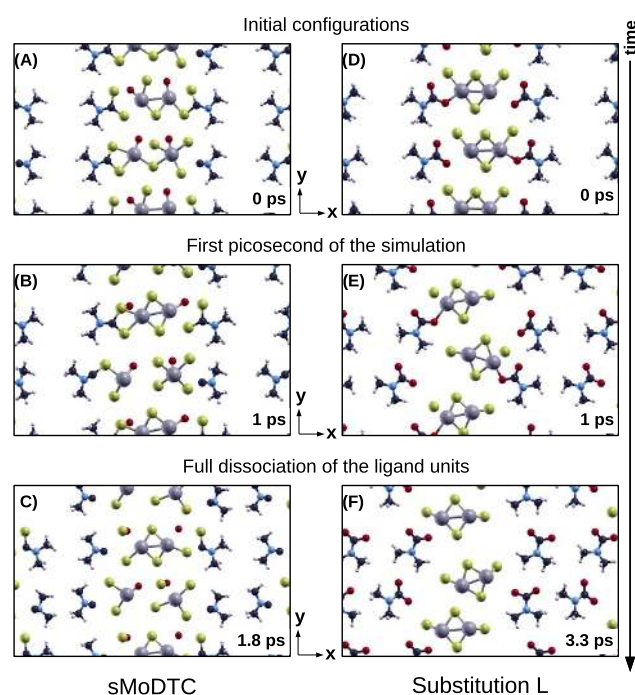 Initial configurations
time
(A)
(D)
0 ps
y
x
0 ps
First picosecond of the simulation
(B)
(E)
1 ps
y
x
1 ps
Full dissociation of the ligand units
C)
(F)
1.8 ps
y
x
3.3 ps
sMoDTC
Substitution L